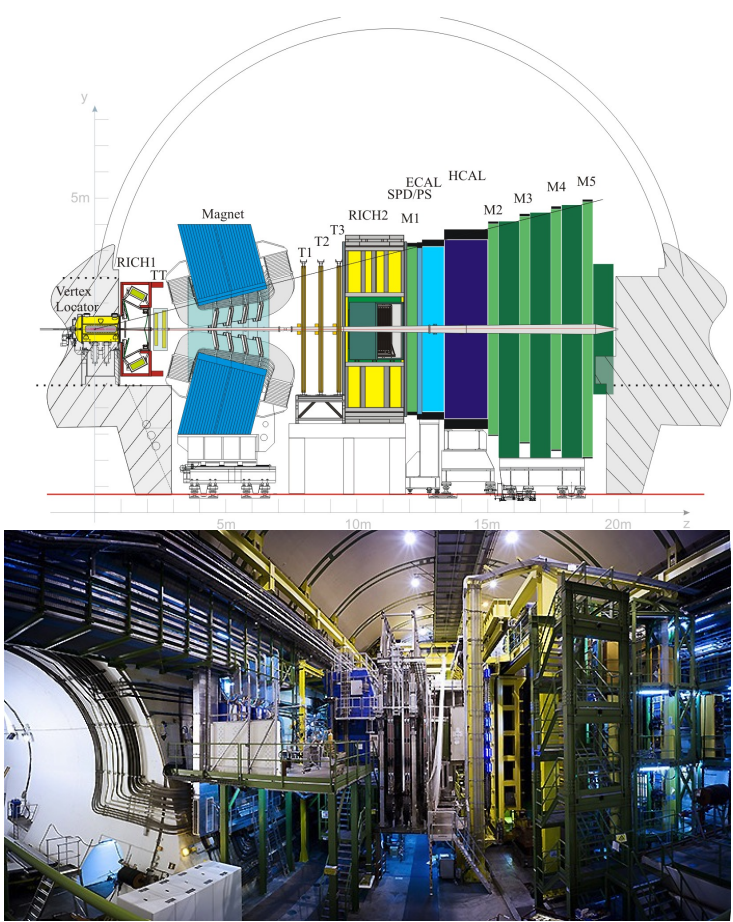 y
5m
Magnet
RICH1
TT
Vertex
Locator
T1
T2
T3
RICH2
M1
SPD/PS
ECAL
HCAL
M2
M3
M4
M5
5m
10m
15m
20m
z